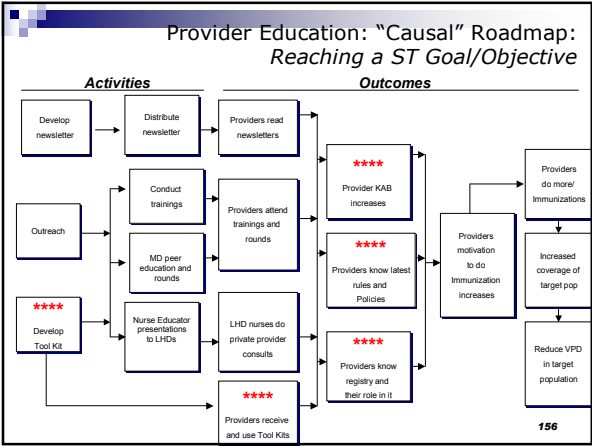 Provider Education: “Causal” Roadmap:
Reaching a ST Goal/Objective
Activities
Outcomes
Develop
newsletter
Distribute
newsletter
Providers read
newsletters
Outreach
Conduct
trainings
MD peer
education and
rounds
Providers attend
trainings and
rounds
****
Develop
Tool Kit
Nurse Educator
presentations
to LHDs
LHD nurses do
private provider
consults
****
Providers receive
and use Tool Kits
****
Provider KAB
increases
****
Providers know latest
rules and
Policies
****
Providers know
registry and
their role in it
Providers
motivation
to do
Immunization
increases
Providers
do more/
Immunizations
Increased
coverage of
target pop
Reduce VPD
in target
population
156